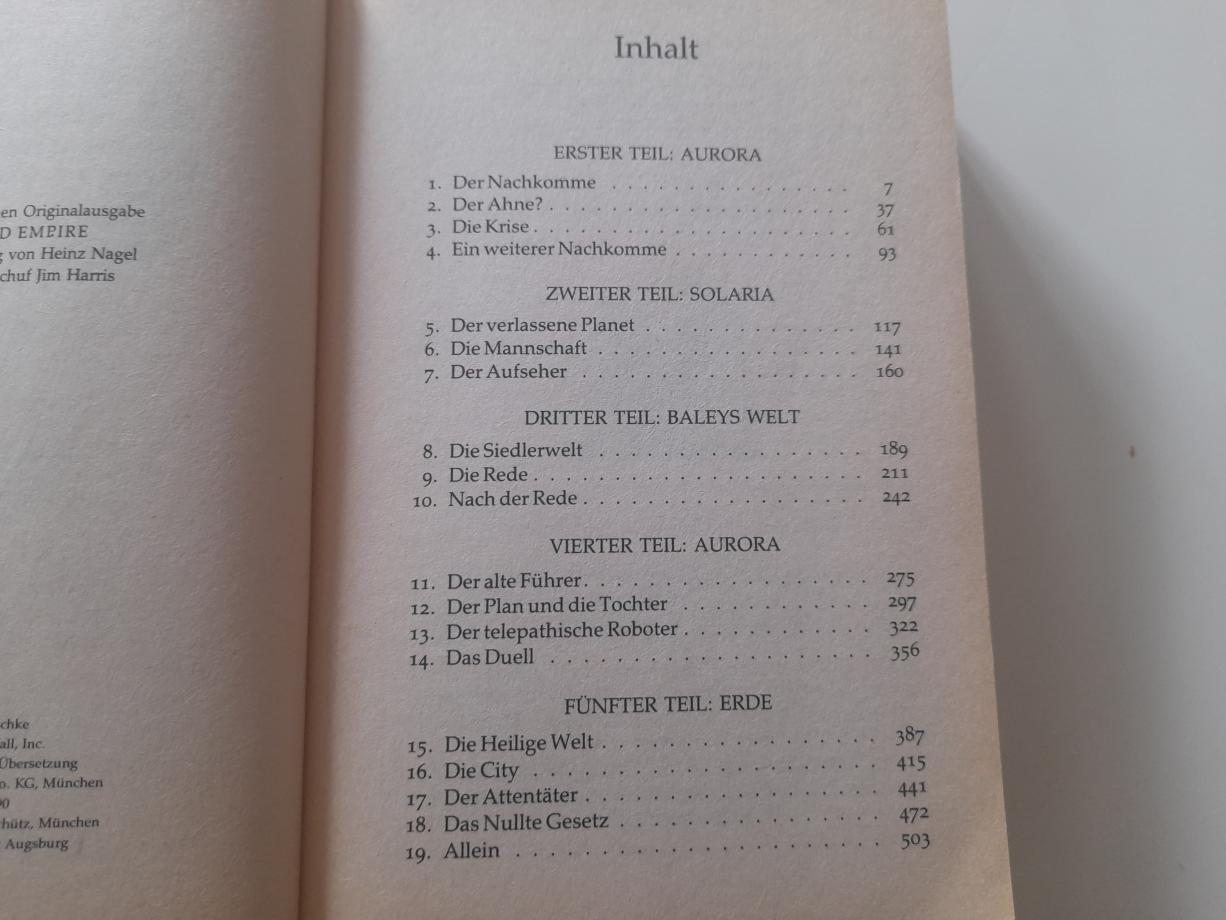 en Originalausgabe
D EMPIRE
von Heinz Nagel
chuf Jim Harris
chke
all, Inc.
Übersetzung
o. KG, München
hütz, München
Augsburg
Inhalt
ERSTER TEIL: AURORA
1. Der Nachkomme . . . . . . . . . . . . . . . . 7
2. Der Ahne? . . . . . . . . . . . . . . . . . . . . 37
3. Die Krise . . . . . . . . . . . . . . . . . . . . . 61
4. Ein weiterer Nachkomme . . . . . . . . . . . . 93
ZWEITER TEIL: SOLARIA
5. Der verlassene Planet . . . . . . . . . . . . . . 117
6. Die Mannschaft . . . . . . . . . . . . . . . . . 141
7. Der Aufseher . . . . . . . . . . . . . . . . . . 160
DRITTER TEIL: BALEYS WELT
8. Die Siedlerwelt . . . . . . . . . . . . . . . . . 189
9. Die Rede . . . . . . . . . . . . . . . . . . . . . 211
10. Nach der Rede . . . . . . . . . . . . . . . . . . 242
VIERTER TEIL: AURORA
11. Der alte Führer . . . . . . . . . . . . . . . . . . 275
12. Der Plan und die Tochter . . . . . . . . . . . . 297
13. Der telepathische Roboter . . . . . . . . . . . . 322
14. Das Duell . . . . . . . . . . . . . . . . . . . . 356
FÜNFTER TEIL: ERDE
15. Die Heilige Welt . . . . . . . . . . . . . . . . . 387
16. Die City . . . . . . . . . . . . . . . . . . . . . 415
17. Der Attentäter . . . . . . . . . . . . . . . . . . 441
18. Das Nullte Gesetz . . . . . . . . . . . . . . . . 472
19. Allein . . . . . . . . . . . . . . . . . . . . . . 503